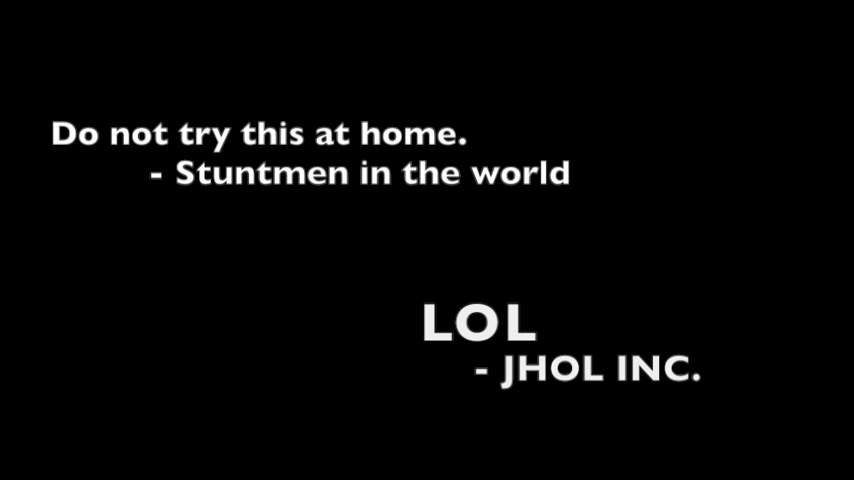 Do not try this at home.
- Stuntmen in the world
LOL
- JHOL INC.